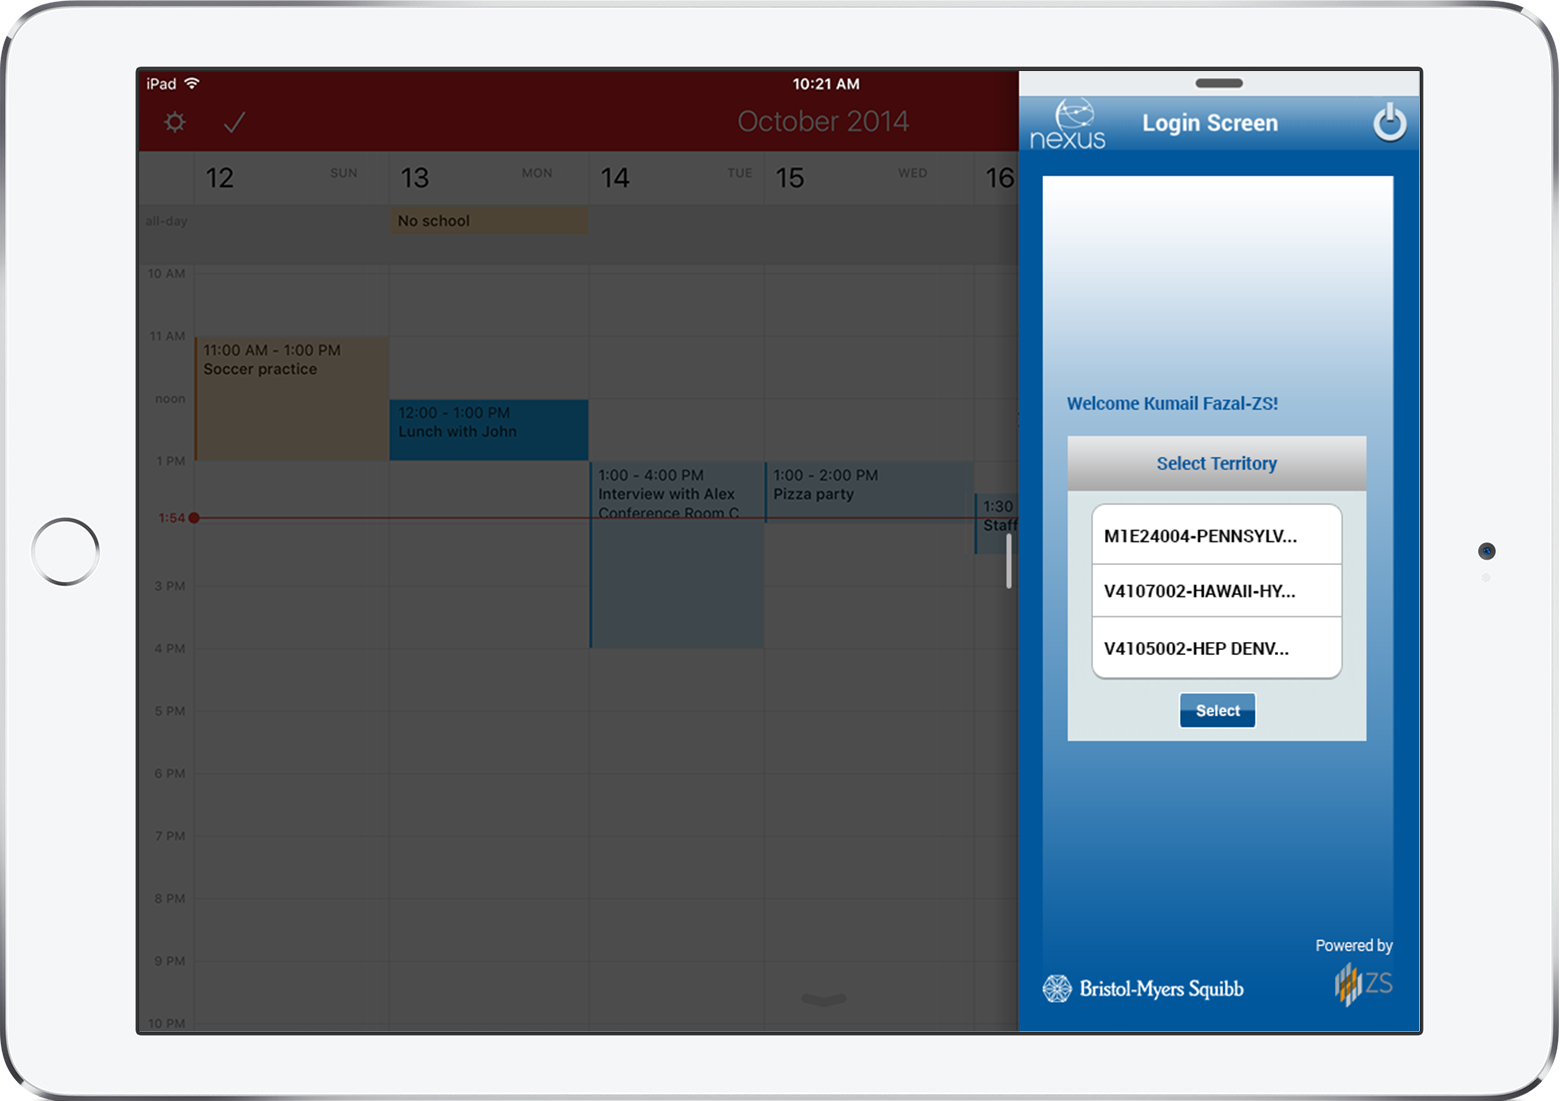 iPad
10:21 AM
October 2014
12 SUN
13 MON
14 TUE
15 WED
16
all-day
No school
10 AM
11 AM
11:00 AM - 1:00 PM
Soccer practice
noon
12:00 - 1:00 PM
Lunch with John
1 PM
1:00 - 4:00 PM
Interview with Alex
Conference Room C
1:00 - 2:00 PM
Pizza party
1:30
Staff
1:54
3 PM
4 PM
5 PM
6 PM
7 PM
8 PM
9 PM
10 PM
nexus
Login Screen
Welcome Kumail Fazal-ZS!
Select Territory
M1E24004-PENNSYLV...
V4107002-HAWAII-HY...
V4105002-HEP DENV...
Select
Powered by
Bristol-Myers Squibb
ZS